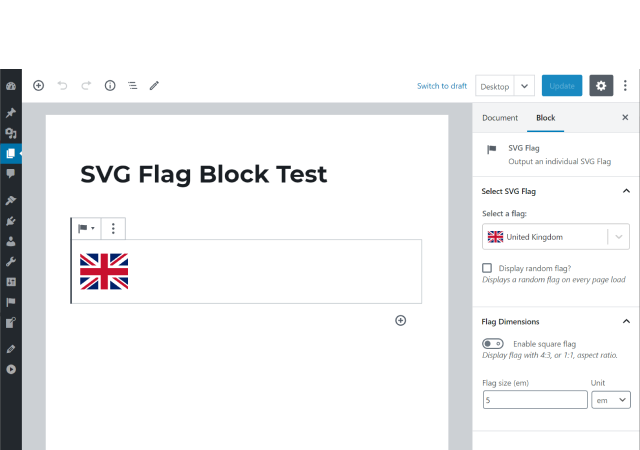 Switch to draft
Desktop
Update
Document
Block
SVG Flag
Output an individual SVG Flag
SVG Flag Block Test
Select SVG Flag
Select a flag:
United Kingdom
Display random flag?
Displays a random flag on every page load
Flag Dimensions
Enable square flag
Display flag with 4:3, or 1:1, aspect ratio.
Flag size (em)
Unit
5
em